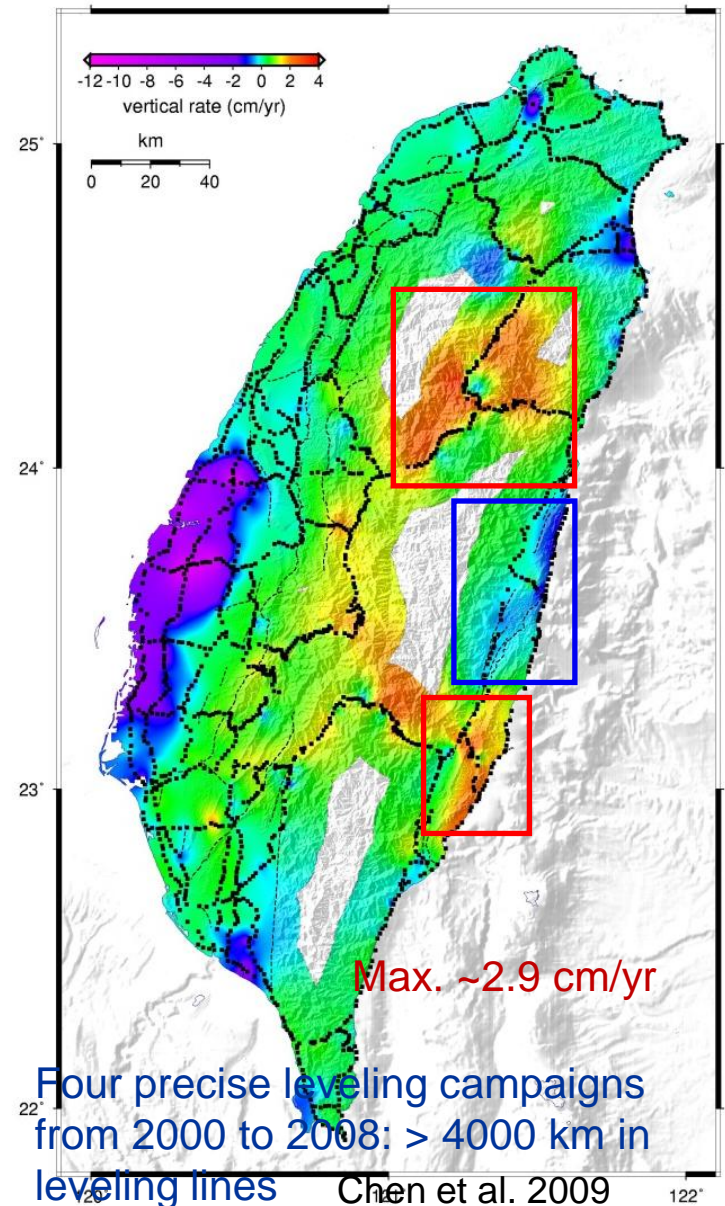 -12 -10 -8 -6 -4 -2 0 2 4
vertical rate (cm/yr)
km
0 20 40
25°
24°
23°
22°
Max. ~2.9 cm/yr
Four precise leveling campaigns
from 2000 to 2008: > 4000 km in
leveling lines
Chen et al. 2009
120° 121° 122°